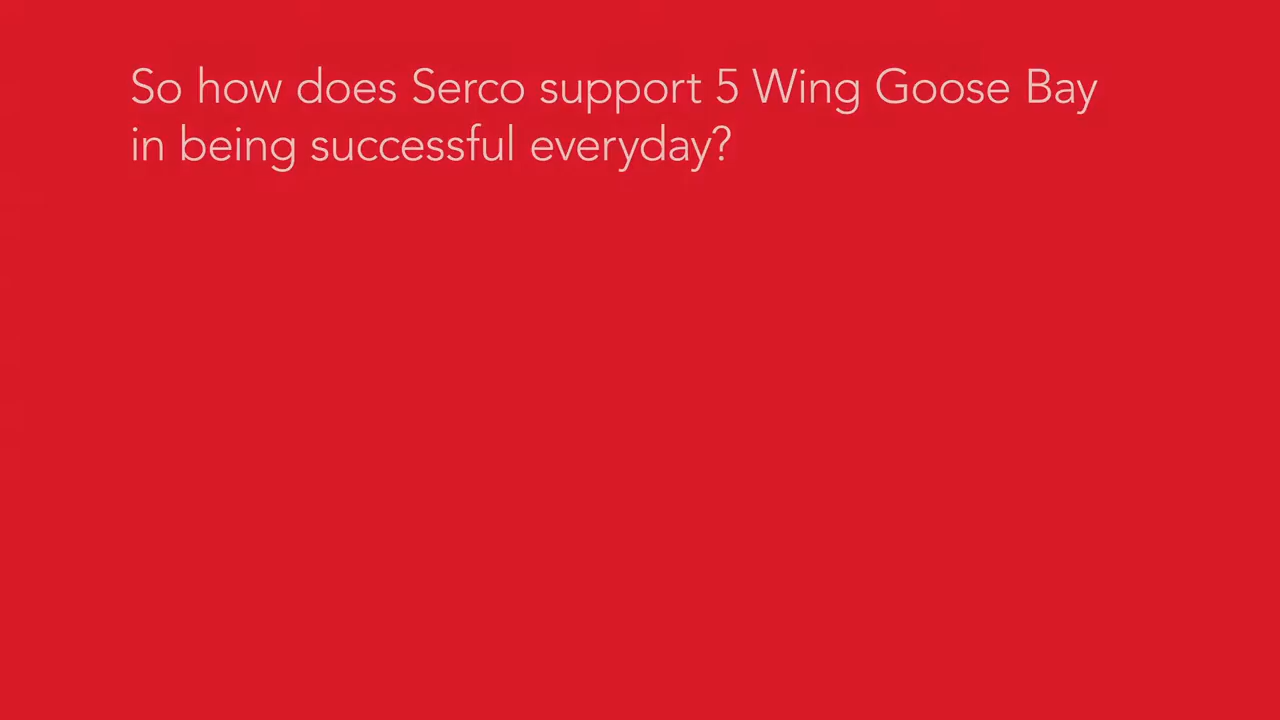 So how does Serco support 5 Wing Goose Bay
in being successful everyday?